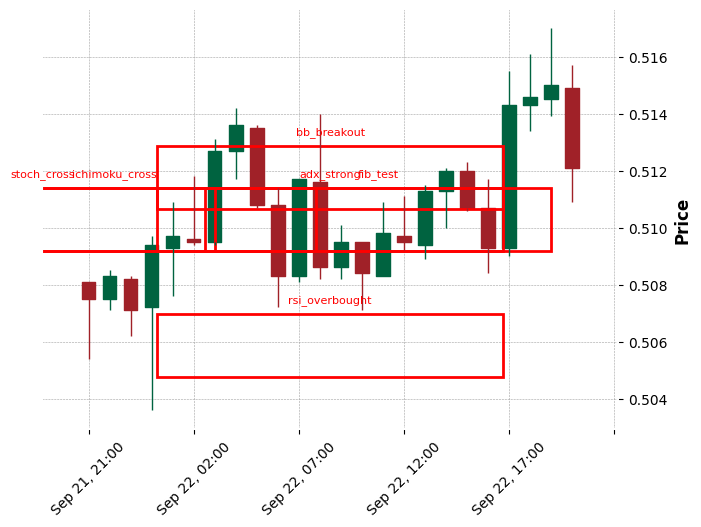 0.516
0.514
bb_breakout
0.512
stoch_cross
ichimoku_cross
adx_strong
fib_test
0.510
Price
0.508
rsi_overbought
0.506
0.504
Sep 21, 21:00
Sep 22, 02:00
Sep 22, 07:00
Sep 22, 12:00
Sep 22, 17:00